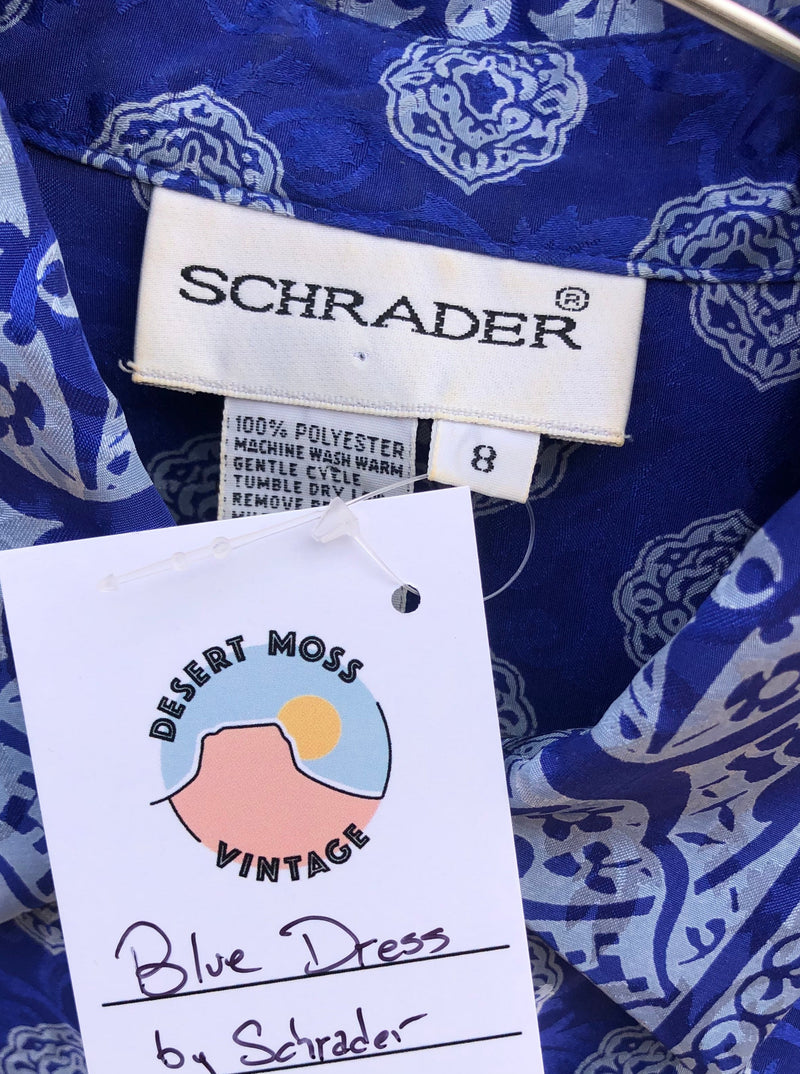 SCHRADER®
100% POLYESTER
MACHINE WASH WARM
GENTLE CYCLE
TUMBLE DRY
REMOVE
8
DESERT MOSS
VINTAGE
Blue Dress
by Schrader